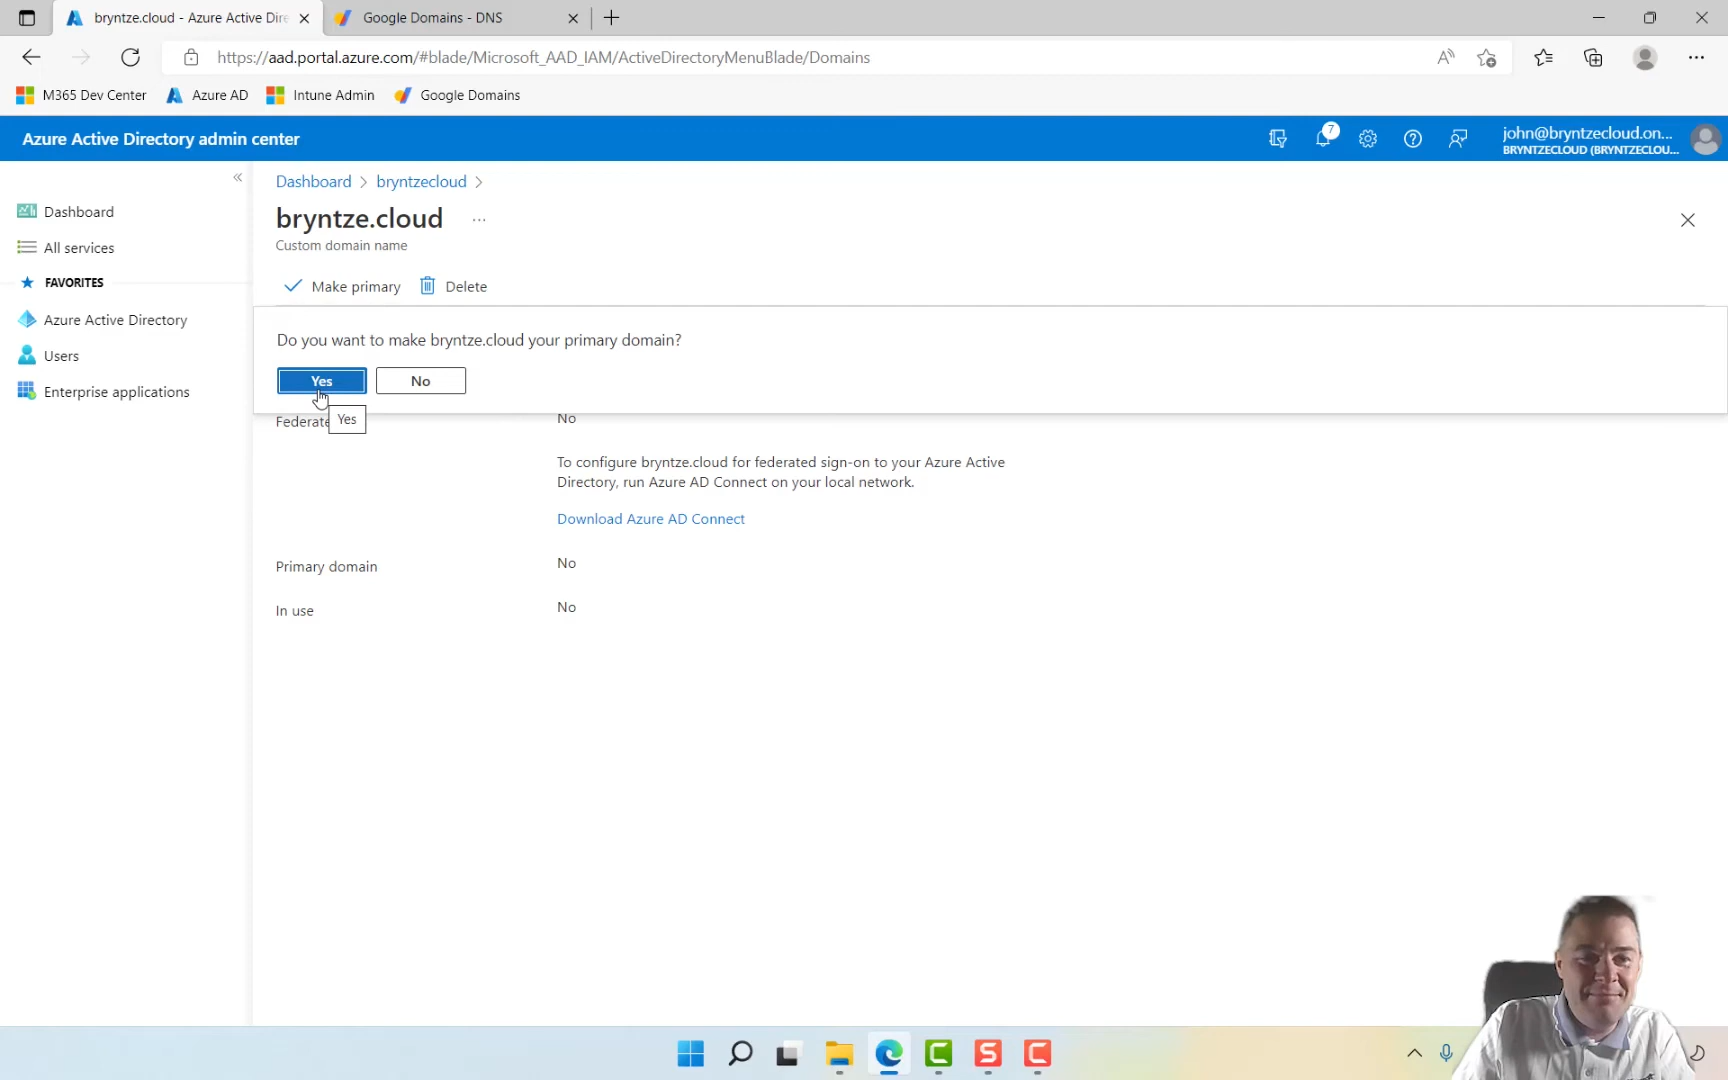 bryntze.cloud - Azure Active Dire
Google Domains - DNS
https://aad.portal.azure.com/#blade/Microsoft_AAD_IAM/ActiveDirectoryMenuBlade/Domains
M365 Dev Center
Azure AD
Intune Admin
Google Domains
Azure Active Directory admin center
7
john@bryntzecloud.on...
BRYNTZECLOUD (BRYNTZECLOU...
Dashboard > bryntzecloud >
Dashboard
All services
FAVORITES
Azure Active Directory
Users
Enterprise applications
bryntze.cloud ...
Custom domain name
Make primary
Delete
Do you want to make bryntze.cloud your primary domain?
Yes
No
Yes
Federate
No
To configure bryntze.cloud for federated sign-on to your Azure Active
Directory, run Azure AD Connect on your local network.
Download Azure AD Connect
Primary domain
No
In use
No